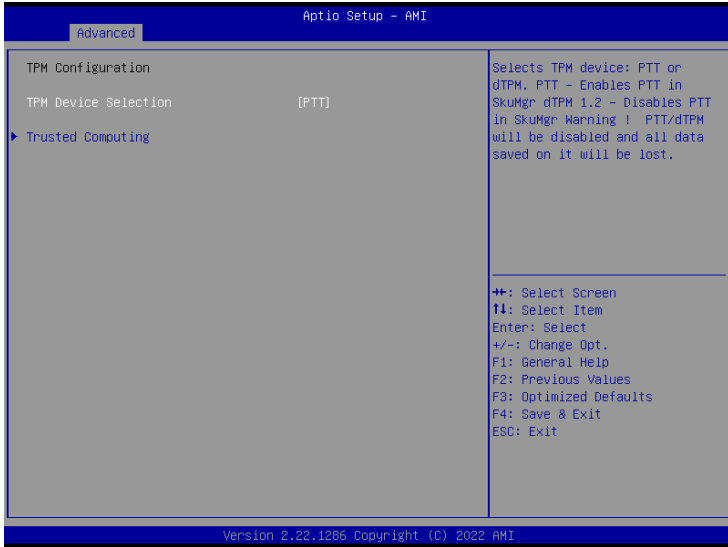 Aptio Setup – AMI
Advanced
TPM Configuration
TPM Device Selection [PTT]
Trusted Computing
Selects TPM device: PTT or
dTPM. PTT – Enables PTT in
SkuMgr dTPM 1.2 – Disables PTT
in SkuMgr Warning ! PTT/dTPM
will be disabled and all data
saved on it will be lost.
→←: Select Screen
↑↓: Select Item
Enter: Select
+/-: Change Opt.
F1: General Help
F2: Previous Values
F3: Optimized Defaults
F4: Save & Exit
ESC: Exit
Version 2.22.1286 Copyright (C) 2022 AMI